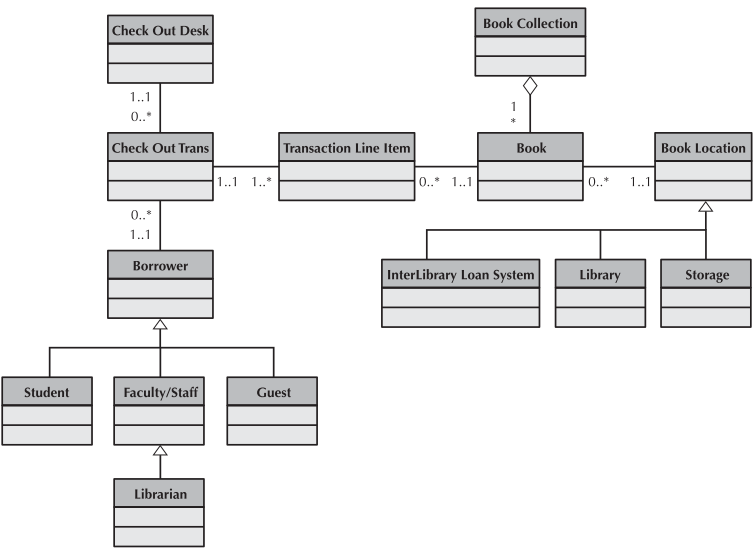 Check Out Desk
Book Collection
1..1
0..*
1
*
Check Out Trans
Transaction Line Item
Book
Book Location
1..1 1..*
0..* 1..1
0..* 1..1
0..*
1..1
Borrower
InterLibrary Loan System
Library
Storage
Student
Faculty/Staff
Guest
Librarian